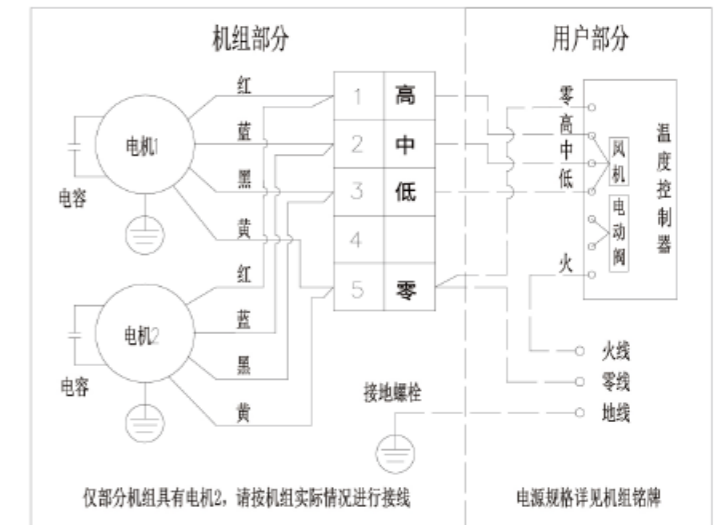 机组部分
用户部分
红
蓝
黑
黄
电机1
电容
红
蓝
黑
黄
电机2
电容
1 高
2 中
3 低
4
5 零
零
高
中
低
火
风机
电动阀
温度控制器
火线
零线
地线
接地螺栓
仅部分机组具有电机2，请按机组实际情况进行接线
电源规格详见机组铭牌